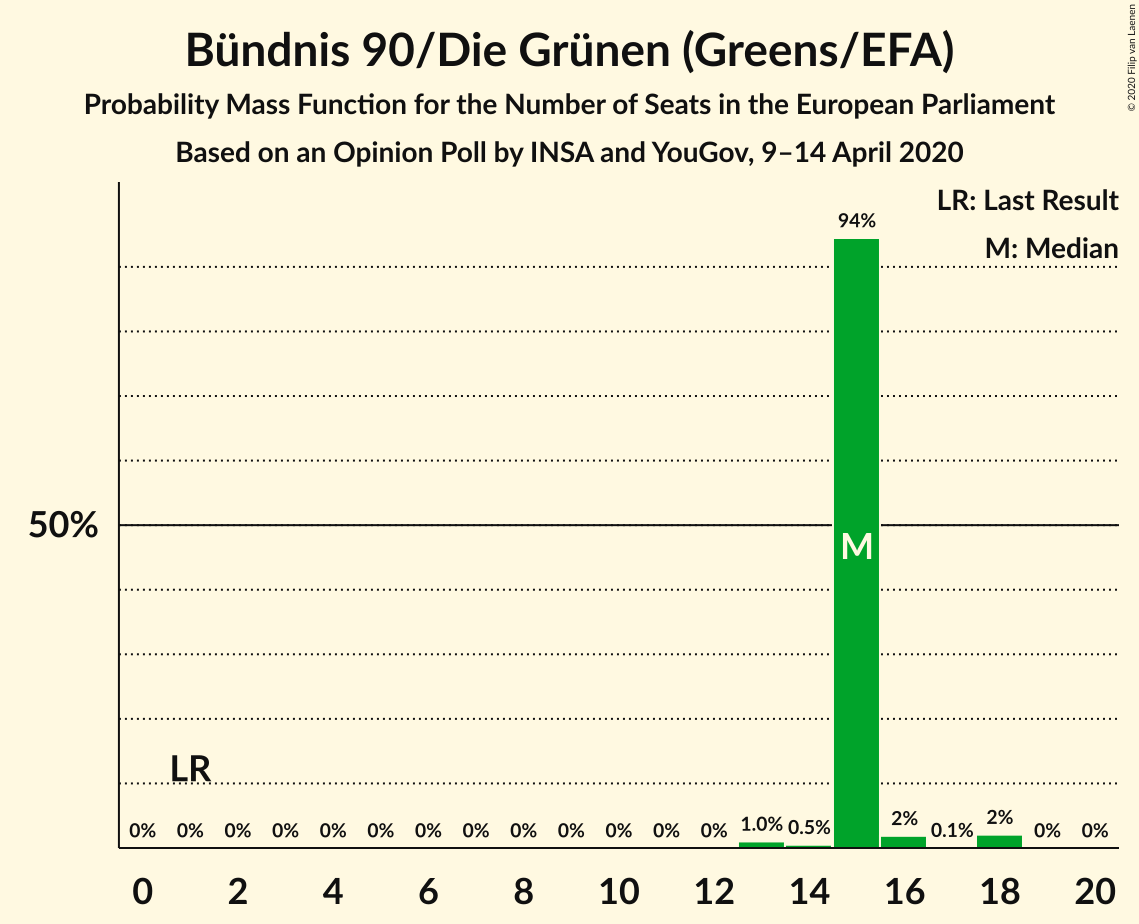 Bündnis 90/Die Grünen (Greens/EFA)
Probability Mass Function for the Number of Seats in the European Parliament
Based on an Opinion Poll by INSA and YouGov, 9–14 April 2020
© 2020 Filip van Laenen
LR: Last Result
M: Median
94%
50%
M
LR
0% 0% 0% 0% 0% 0% 0% 0% 0% 0% 0% 0% 0% 1.0% 0.5% 2% 0.1% 2% 0% 0%
0 2 4 6 8 10 12 14 16 18 20